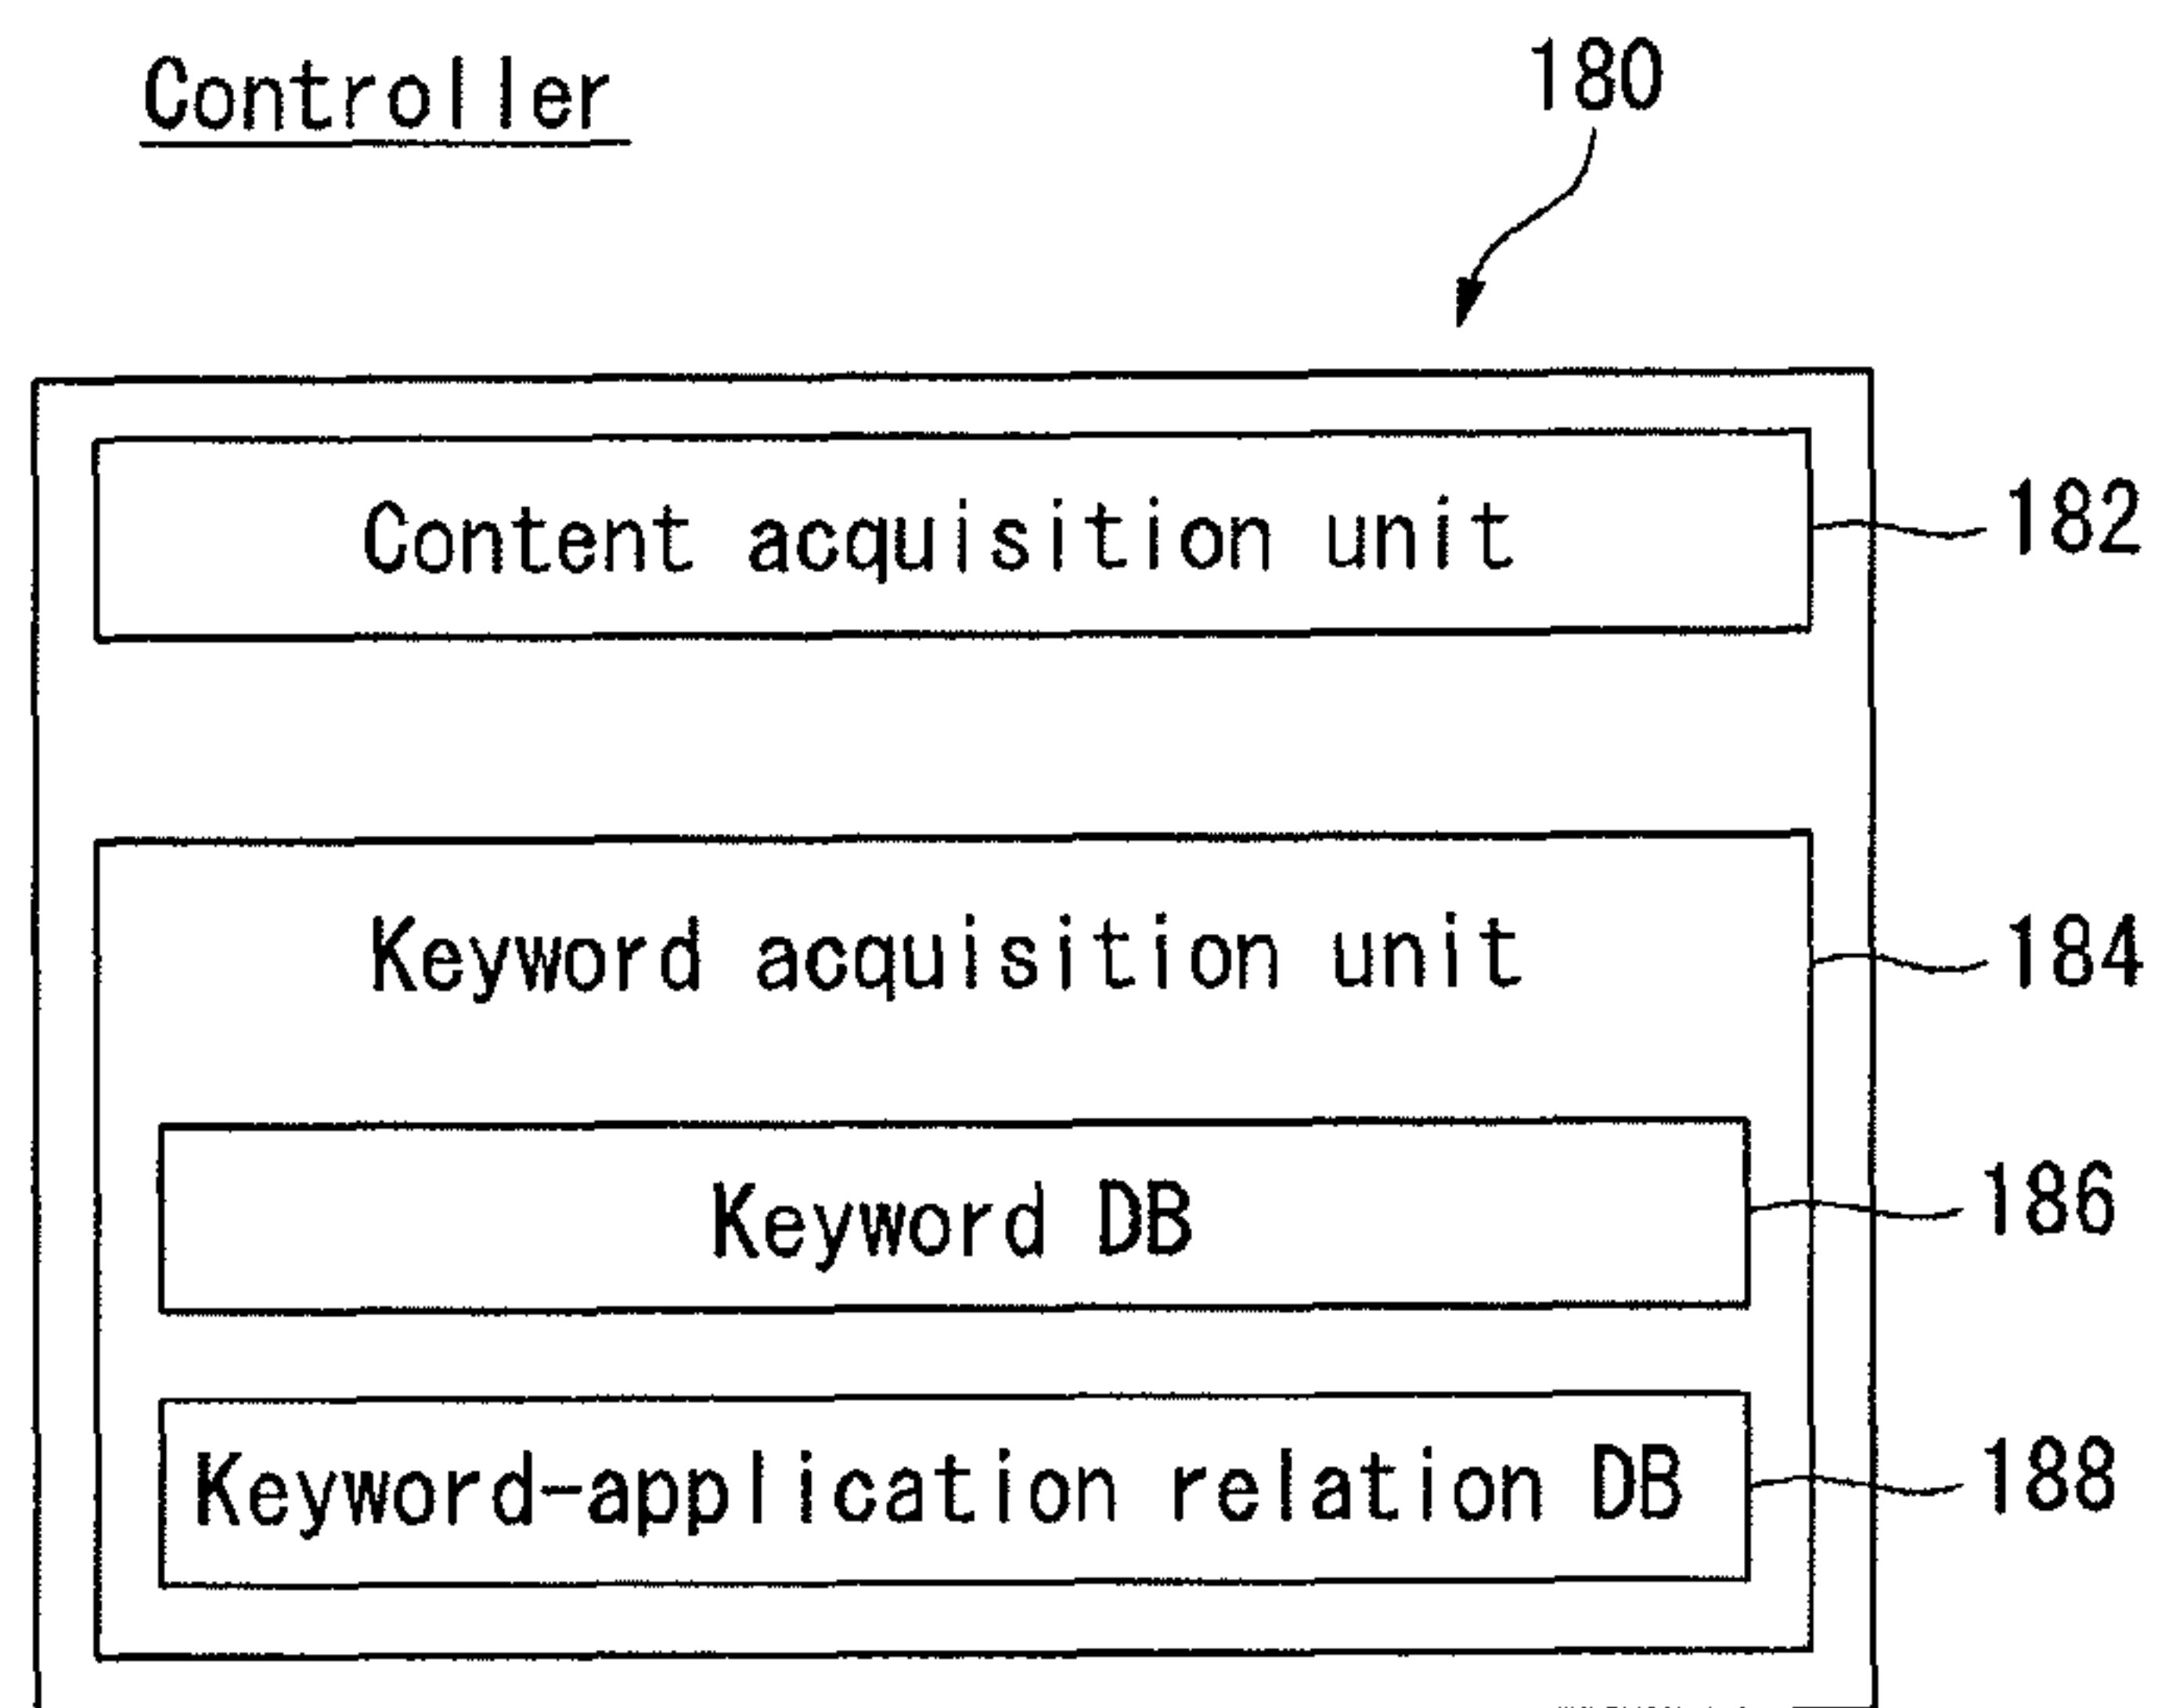 Controller
180
Content acquisition unit
182
Keyword acquisition unit
184
Keyword DB
186
Keyword-application relation DB
188